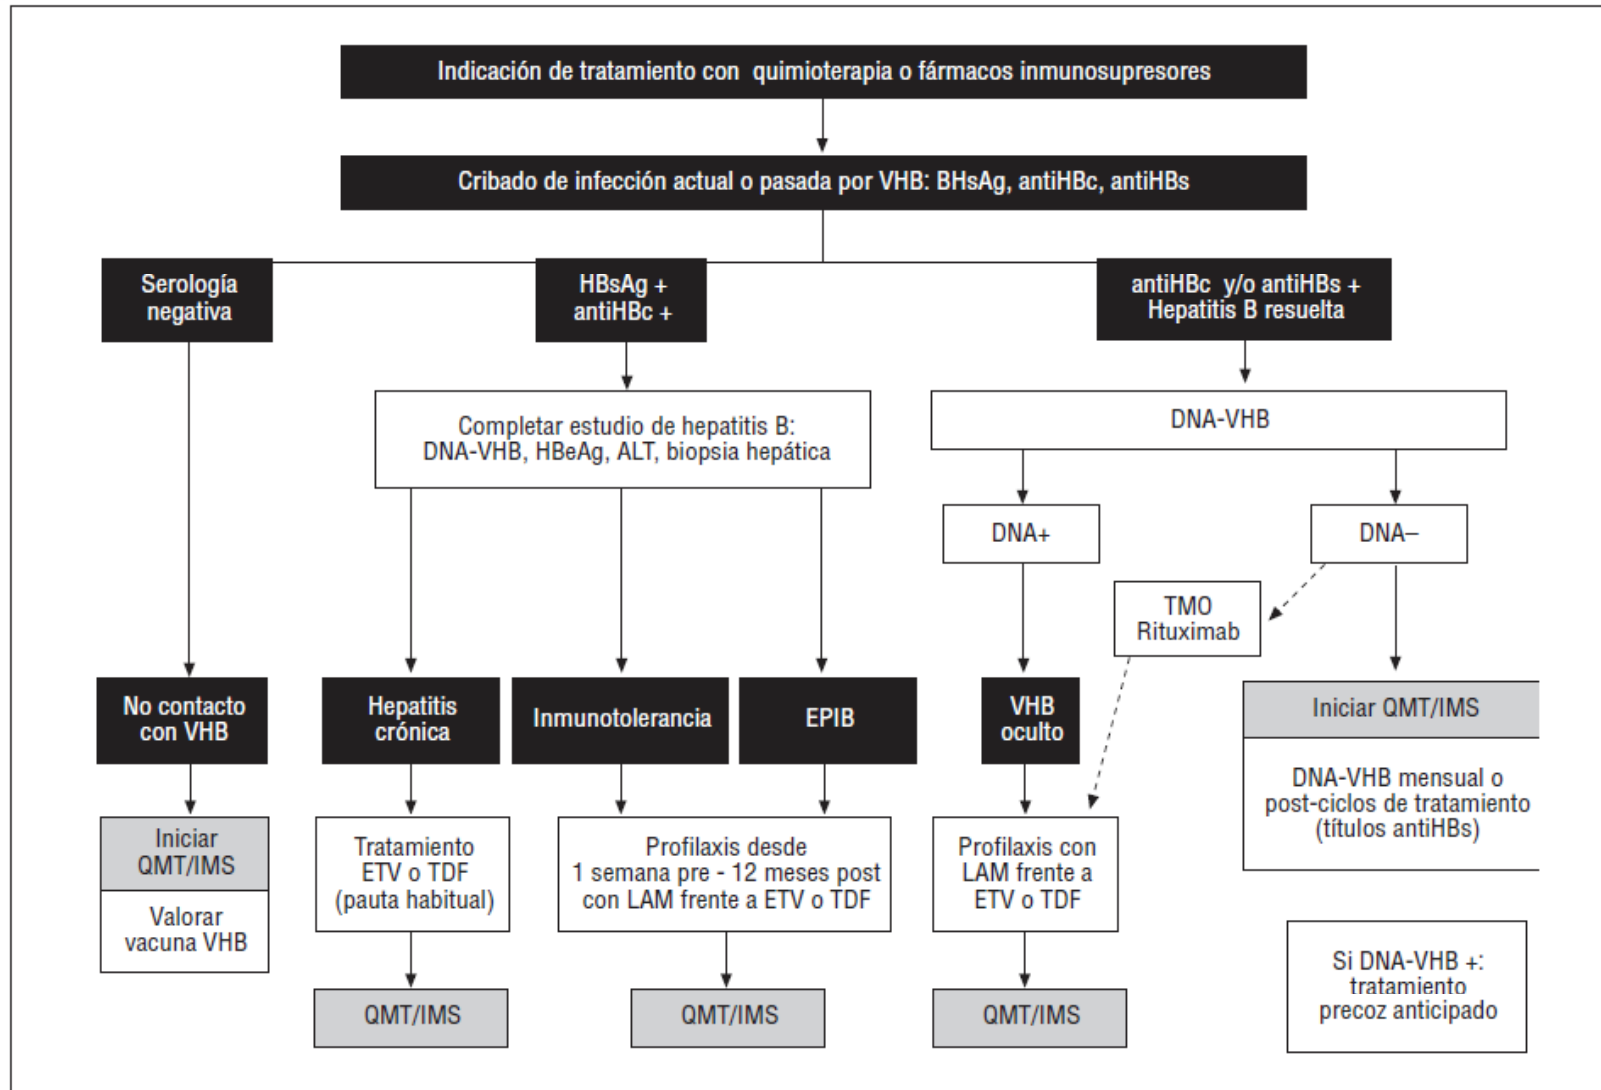 Indicación de tratamiento con quimioterapia o fármacos inmunosupresores
Cribado de infección actual o pasada por VHB: BHsAg, antiHBc, antiHBs
Serología
negativa
HBsAg +
antiHBc +
antiHBc y/o antiHBs +
Hepatitis B resuelta
Completar estudio de hepatitis B:
DNA-VHB, HBeAg, ALT, biopsia hepática
DNA-VHB
DNA+
DNA–
TMO
Rituximab
No contacto
con VHB
Hepatitis
crónica
Inmunotolerancia
EPIB
VHB
oculto
Iniciar QMT/IMS
DNA-VHB mensual o
post-ciclos de tratamiento
(títulos antiHBs)
Iniciar
QMT/IMS
Valorar
vacuna VHB
Tratamiento
ETV o TDF
(pauta habitual)
Profilaxis desde
1 semana pre - 12 meses post
con LAM frente a ETV o TDF
Profilaxis con
LAM frente a
ETV o TDF
Si DNA-VHB +:
tratamiento
precoz anticipado
QMT/IMS
QMT/IMS
QMT/IMS